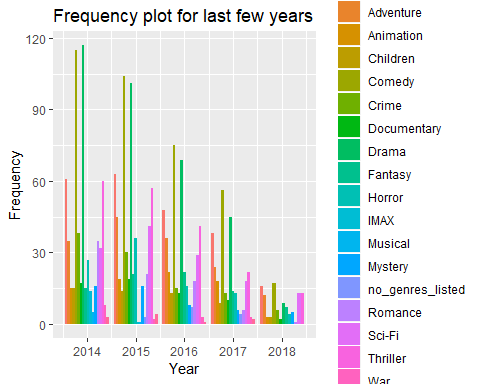 Frequency plot for last few years
120
90
60
30
0
Frequency
2014
2015
2016
2017
2018
Year
Adventure
Animation
Children
Comedy
Crime
Documentary
Drama
Fantasy
Horror
IMAX
Musical
Mystery
no_genres_listed
Romance
Sci-Fi
Thriller
War